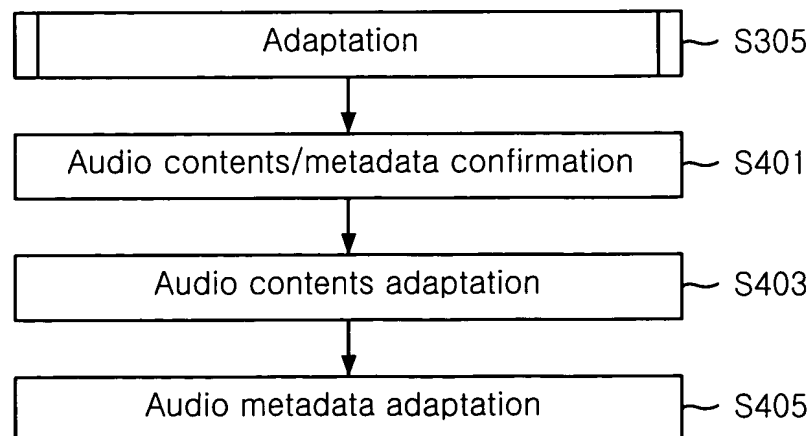 Adaptation S305
Audio contents/metadata confirmation S401
Audio contents adaptation S403
Audio metadata adaptation S405